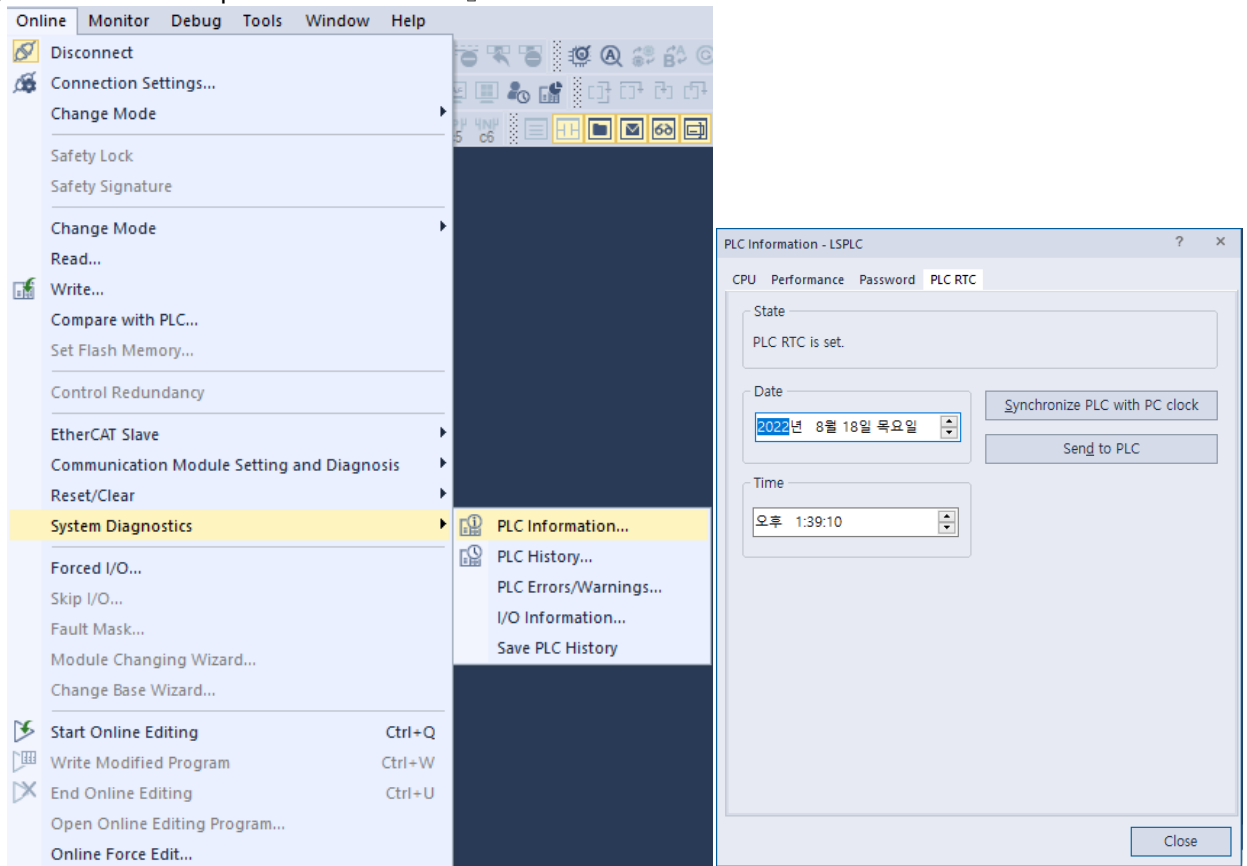 Online Monitor Debug Tools Window Help
Disconnect
Connection Settings...
Change Mode
Safety Lock
Safety Signature
Change Mode
Read...
Write...
Compare with PLC...
Set Flash Memory...
Control Redundancy
EtherCAT Slave
Communication Module Setting and Diagnosis
Reset/Clear
System Diagnostics
Forced I/O...
Skip I/O...
Fault Mask...
Module Changing Wizard...
Change Base Wizard...
Start Online Editing Ctrl+Q
Write Modified Program Ctrl+W
End Online Editing Ctrl+U
Open Online Editing Program...
Online Force Edit...
PLC Information...
PLC History...
PLC Errors/Warnings...
I/O Information...
Save PLC History
PLC Information - LSPLC
CPU Performance Password PLC RTC
State
PLC RTC is set.
Date
2022년 8월 18일 목요일
Synchronize PLC with PC clock
Send to PLC
Time
오후 1:39:10
Close